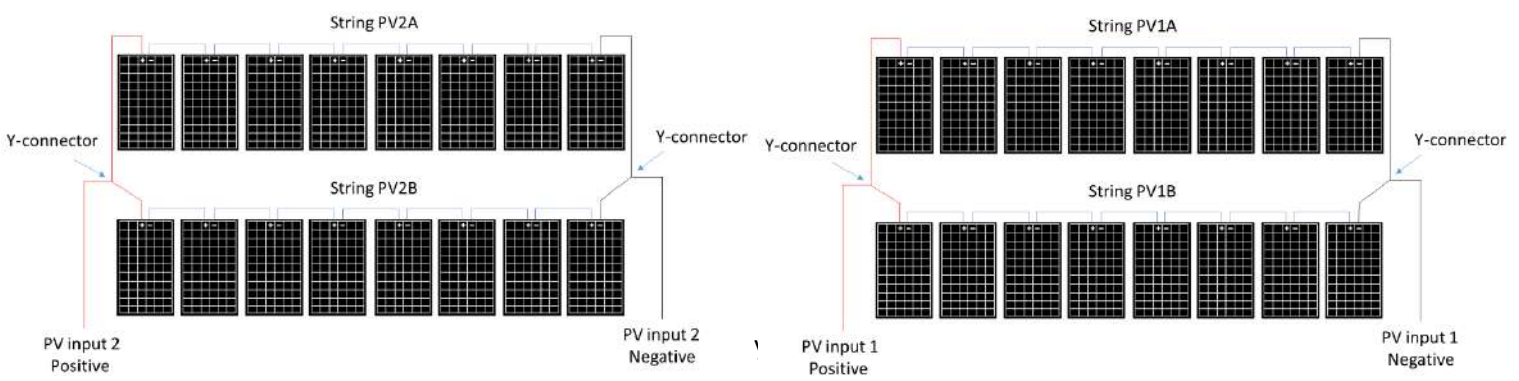 String PV2A
Y-connector
Y-connector
String PV2B
PV input 2
Positive
PV input 2
Negative
String PV1A
Y-connector
Y-connector
String PV1B
PV input 1
Positive
PV input 1
Negative